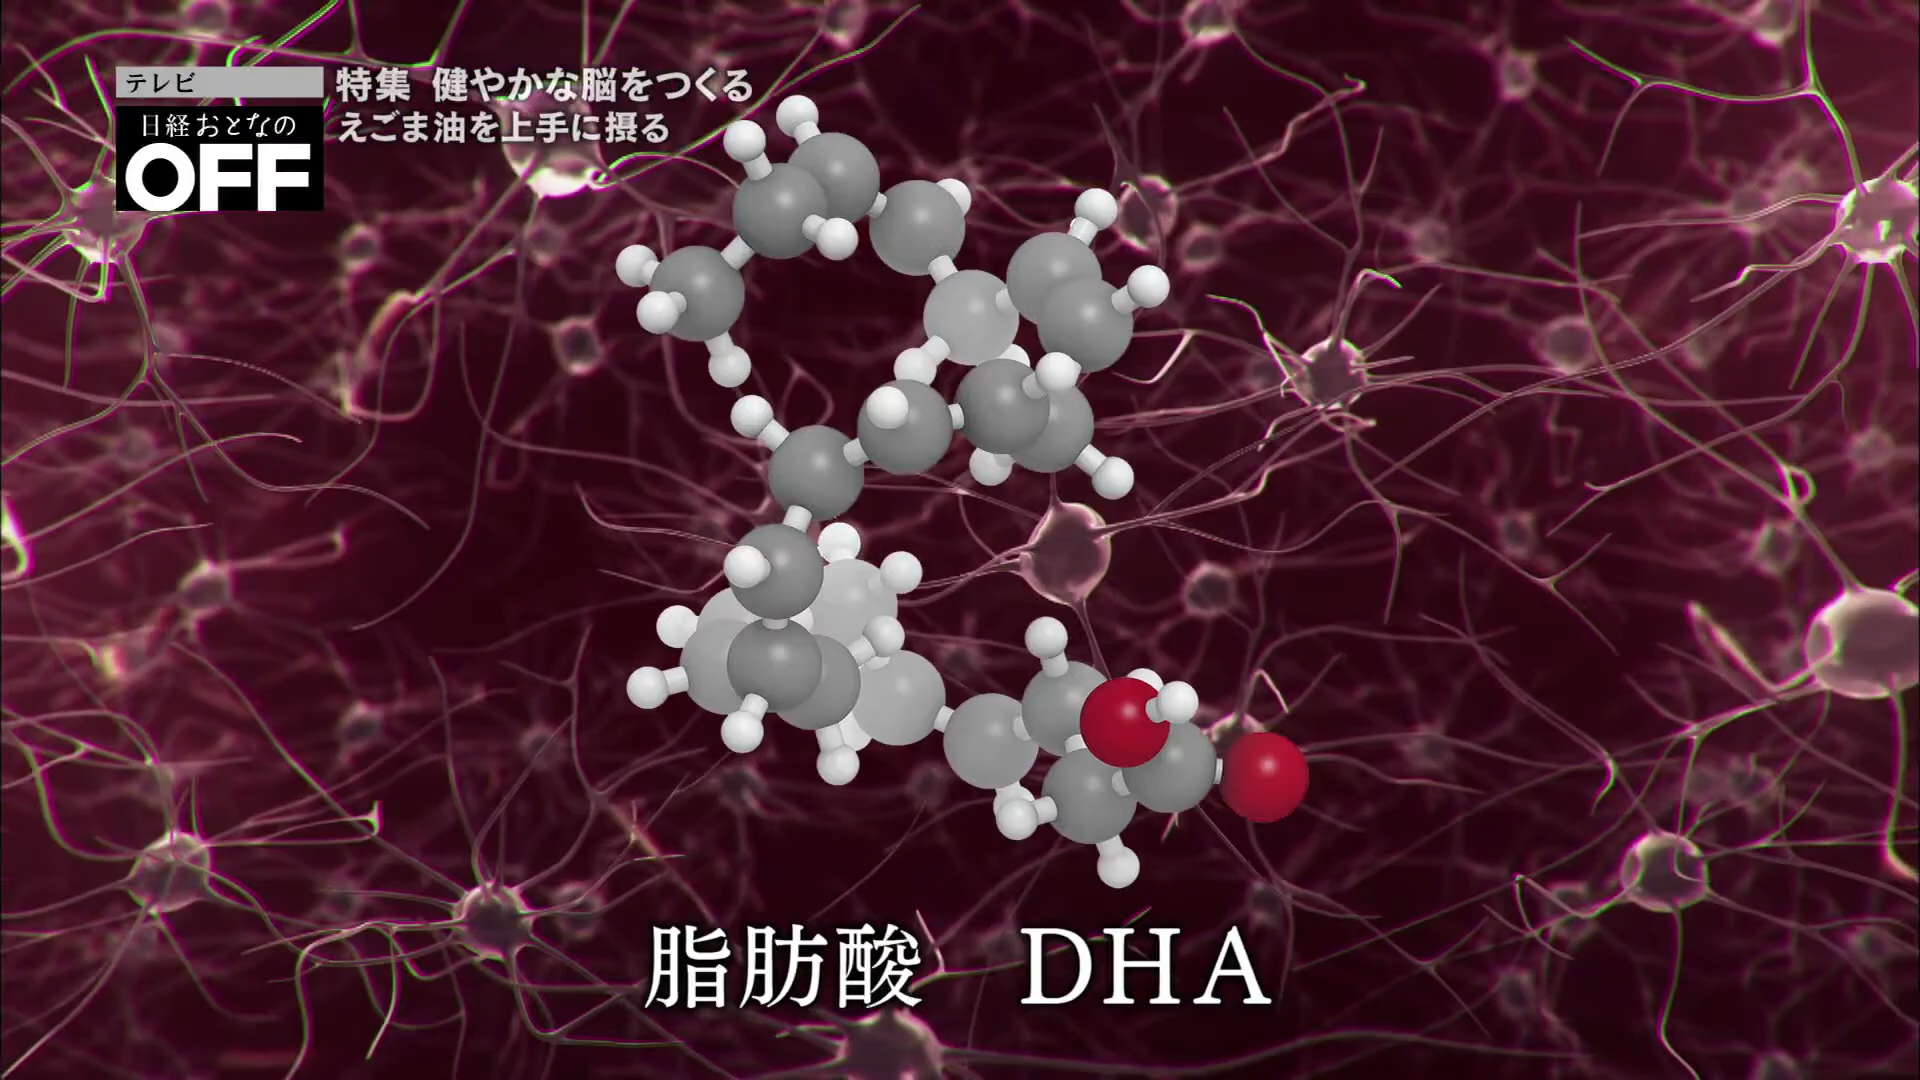 テレビ
日経おとなの
OFF
特集 健やかな脳をつくる
えごま油を上手に摂る
脂肪酸 DHA